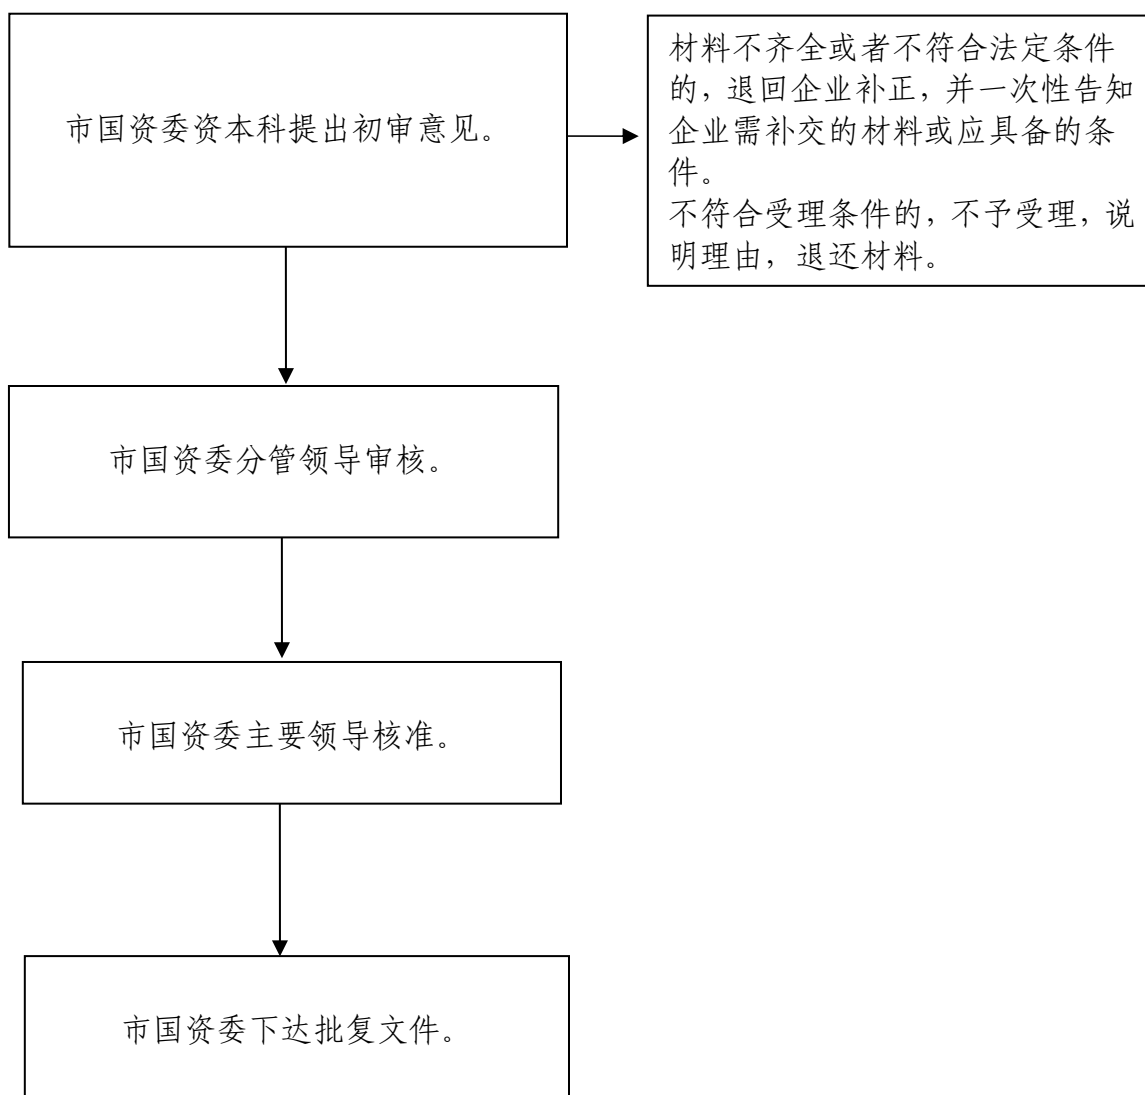 市国资委资本科提出初审意见。
材料不齐全或者不符合法定条件
的，退回企业补正，并一次性告知
企业需补交的材料或应具备的条
件。
不符合受理条件的，不予受理，说
明理由，退还材料。
市国资委分管领导审核。
市国资委主要领导核准。
市国资委下达批复文件。